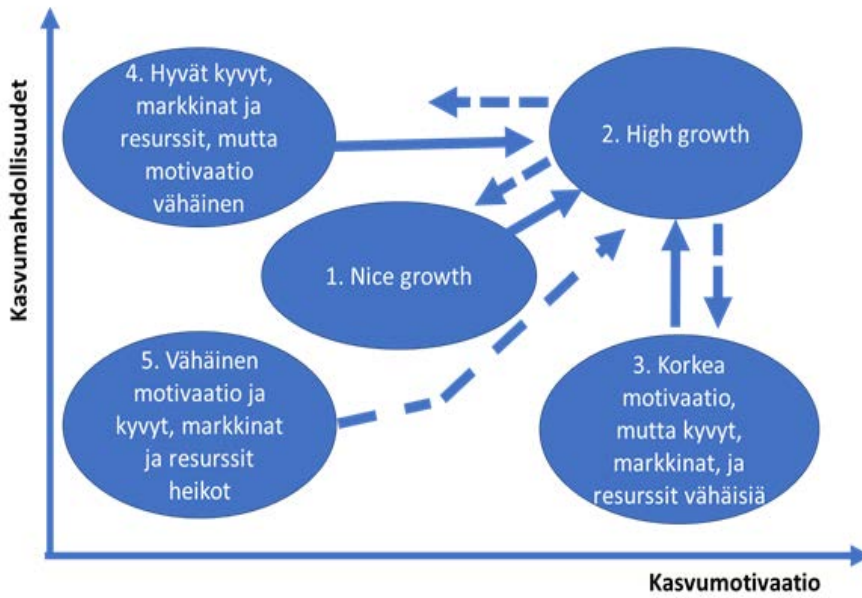 Kasvumahdollisuudet
4. Hyvät kyvyt,
markkinat ja
resurssit, mutta
motivaatio
vähäinen
2. High growth
1. Nice growth
5. Vähäinen
motivaatio ja
kyvyt, markkinat
ja resurssit
heikot
3. Korkea
motivaatio,
mutta kyvyt,
markkinat, ja
resurssit vähäisiä
Kasvumotivaatio